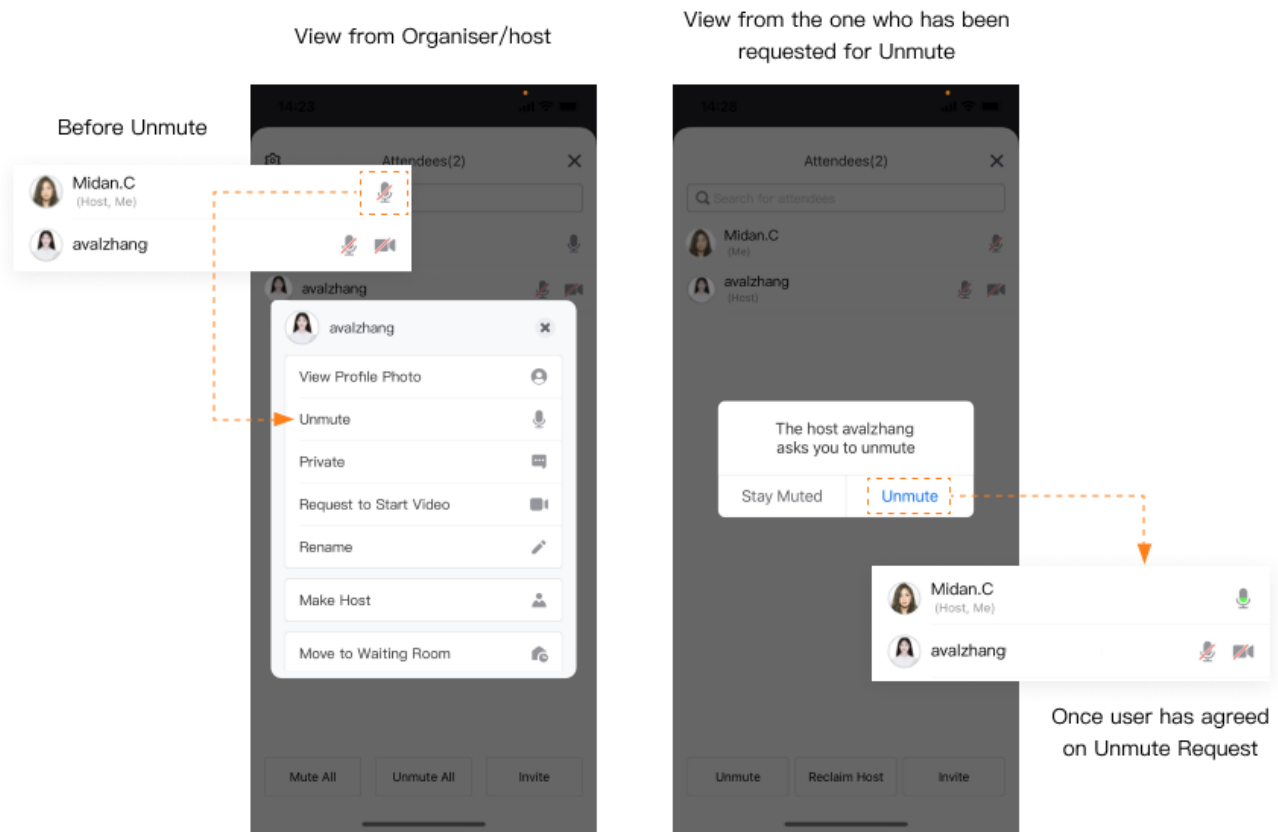 View from Organiser/host
View from the one who has been
requested for Unmute
Before Unmute
14:23
Attendees(2)
Midan.C
(Host, Me)
avalzhang
avalzhang
avalzhang
View Profile Photo
Unmute
Private
Request to Start Video
Rename
Make Host
Move to Waiting Room
Mute All
Unmute All
Invite
14:28
Attendees(2)
Search for attendees
Midan.C
(Me)
avalzhang
(Host)
The host avalzhang
asks you to unmute
Stay Muted
Unmute
Midan.C
(Host, Me)
avalzhang
Once user has agreed
on Unmute Request
Unmute
Reclaim Host
Invite